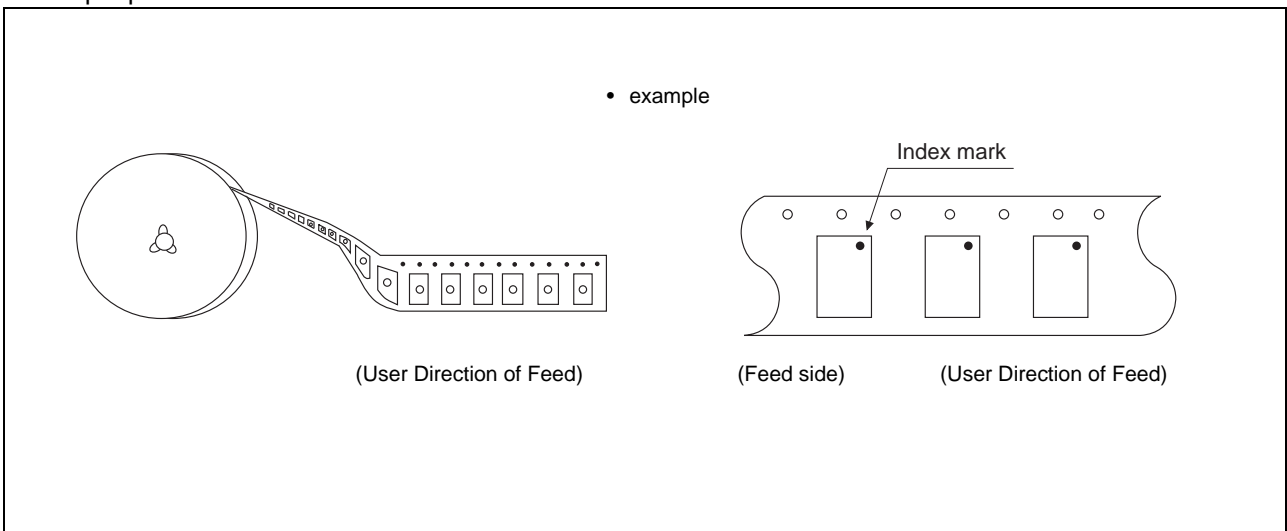 • example
Index mark
(User Direction of Feed)
(Feed side)
(User Direction of Feed)